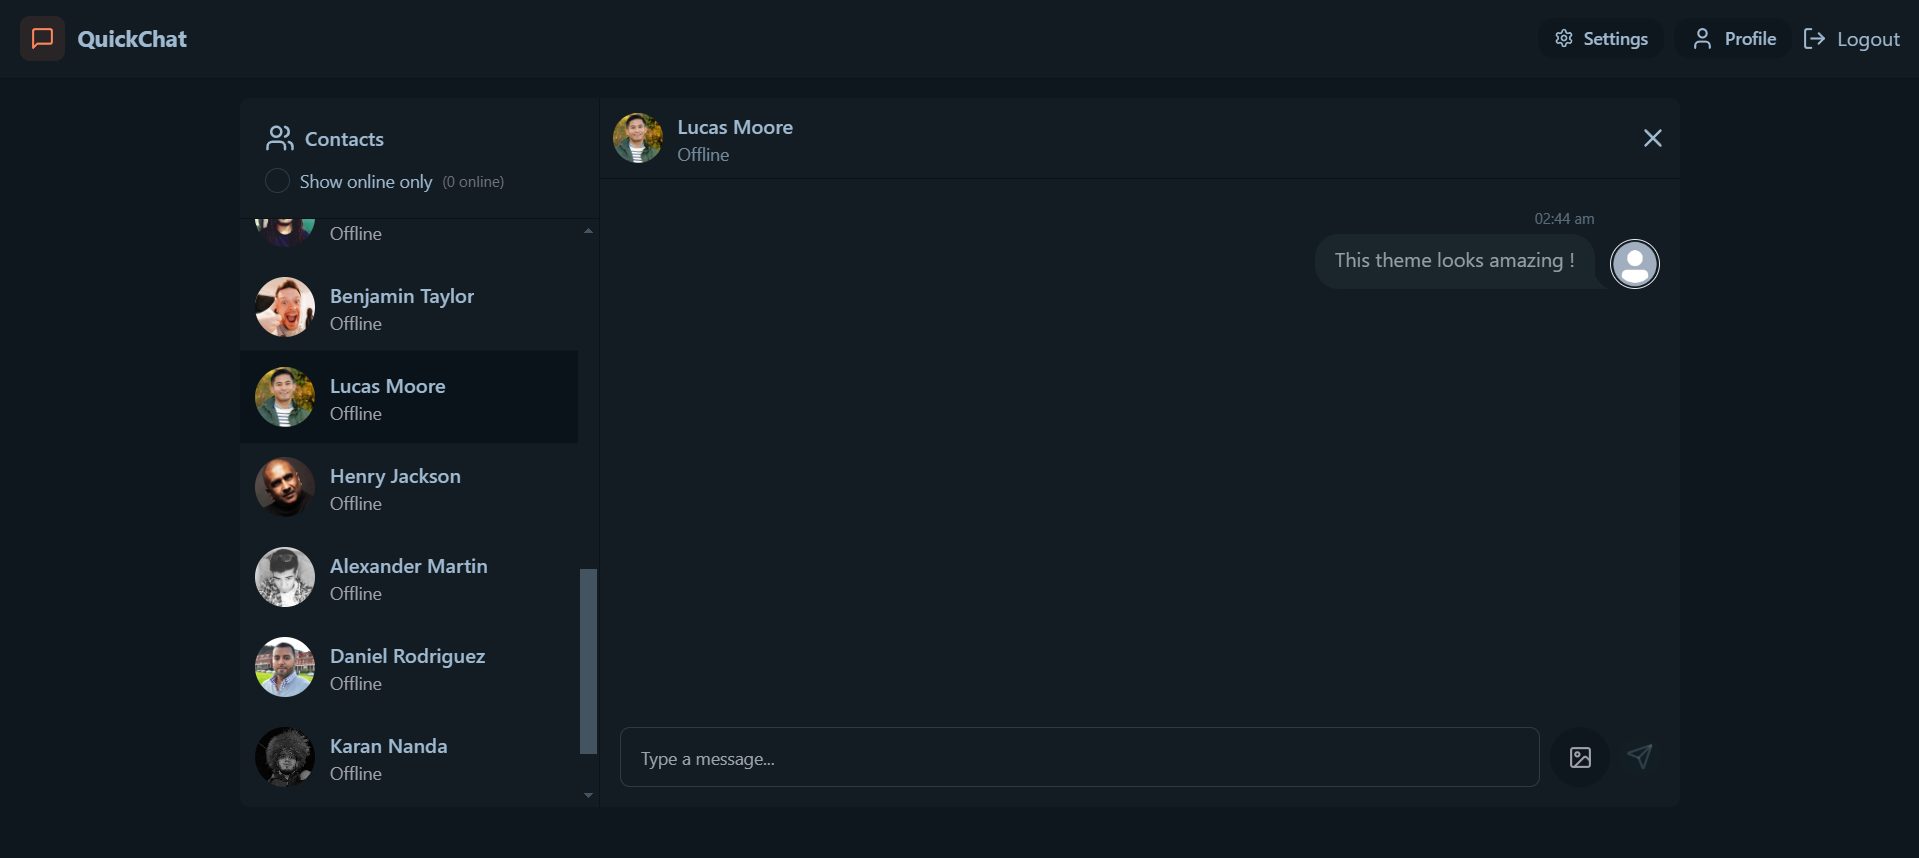 QuickChat
Settings
Profile
Logout
Contacts
Show online only (0 online)
Offline
Benjamin Taylor
Offline
Lucas Moore
Offline
Henry Jackson
Offline
Alexander Martin
Offline
Daniel Rodriguez
Offline
Karan Nanda
Offline
Lucas Moore
Offline
02:44 am
This theme looks amazing !
Type a message...